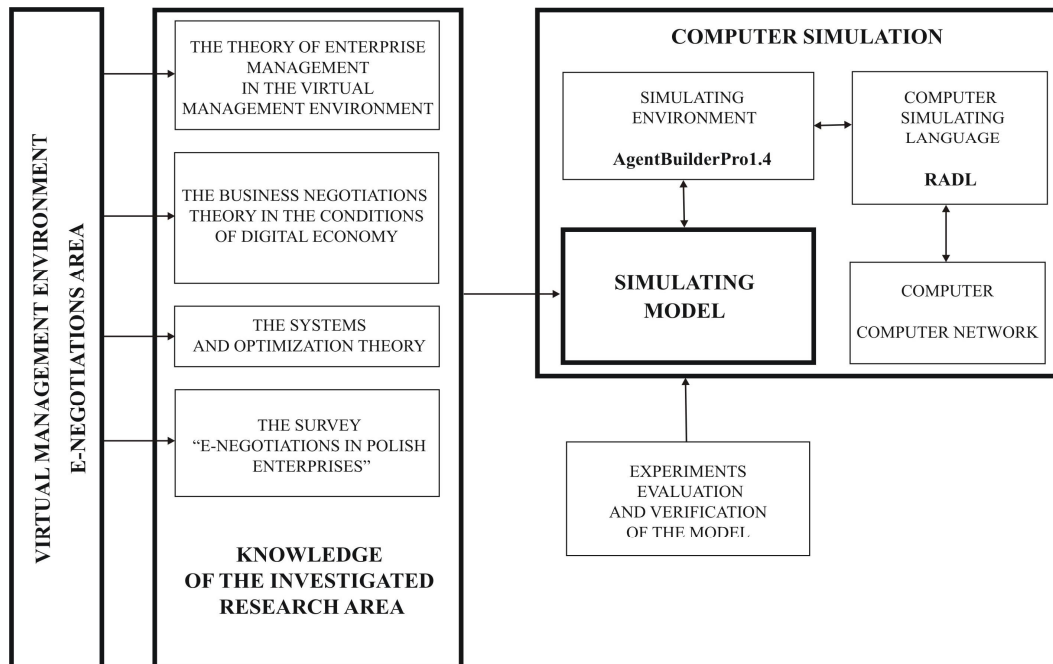 VIRTUAL MANAGEMENT ENVIRONMENT
E-NEGOTIATIONS AREA
THE THEORY OF ENTERPRISE
MANAGEMENT
IN THE VIRTUAL
MANAGEMENT ENVIRONMENT
THE BUSINESS NEGOTIATIONS
THEORY IN THE CONDITIONS
OF DIGITAL ECONOMY
THE SYSTEMS
AND OPTIMIZATION THEORY
THE SURVEY
“E-NEGOTIATIONS IN POLISH
ENTERPRISES”
KNOWLEDGE
OF THE INVESTIGATED
RESEARCH AREA
COMPUTER SIMULATION
SIMULATING
ENVIRONMENT
AgentBuilderPro1.4
COMPUTER
SIMULATING
LANGUAGE
RADL
SIMULATING
MODEL
COMPUTER
COMPUTER NETWORK
EXPERIMENTS
EVALUATION
AND VERIFICATION
OF THE MODEL